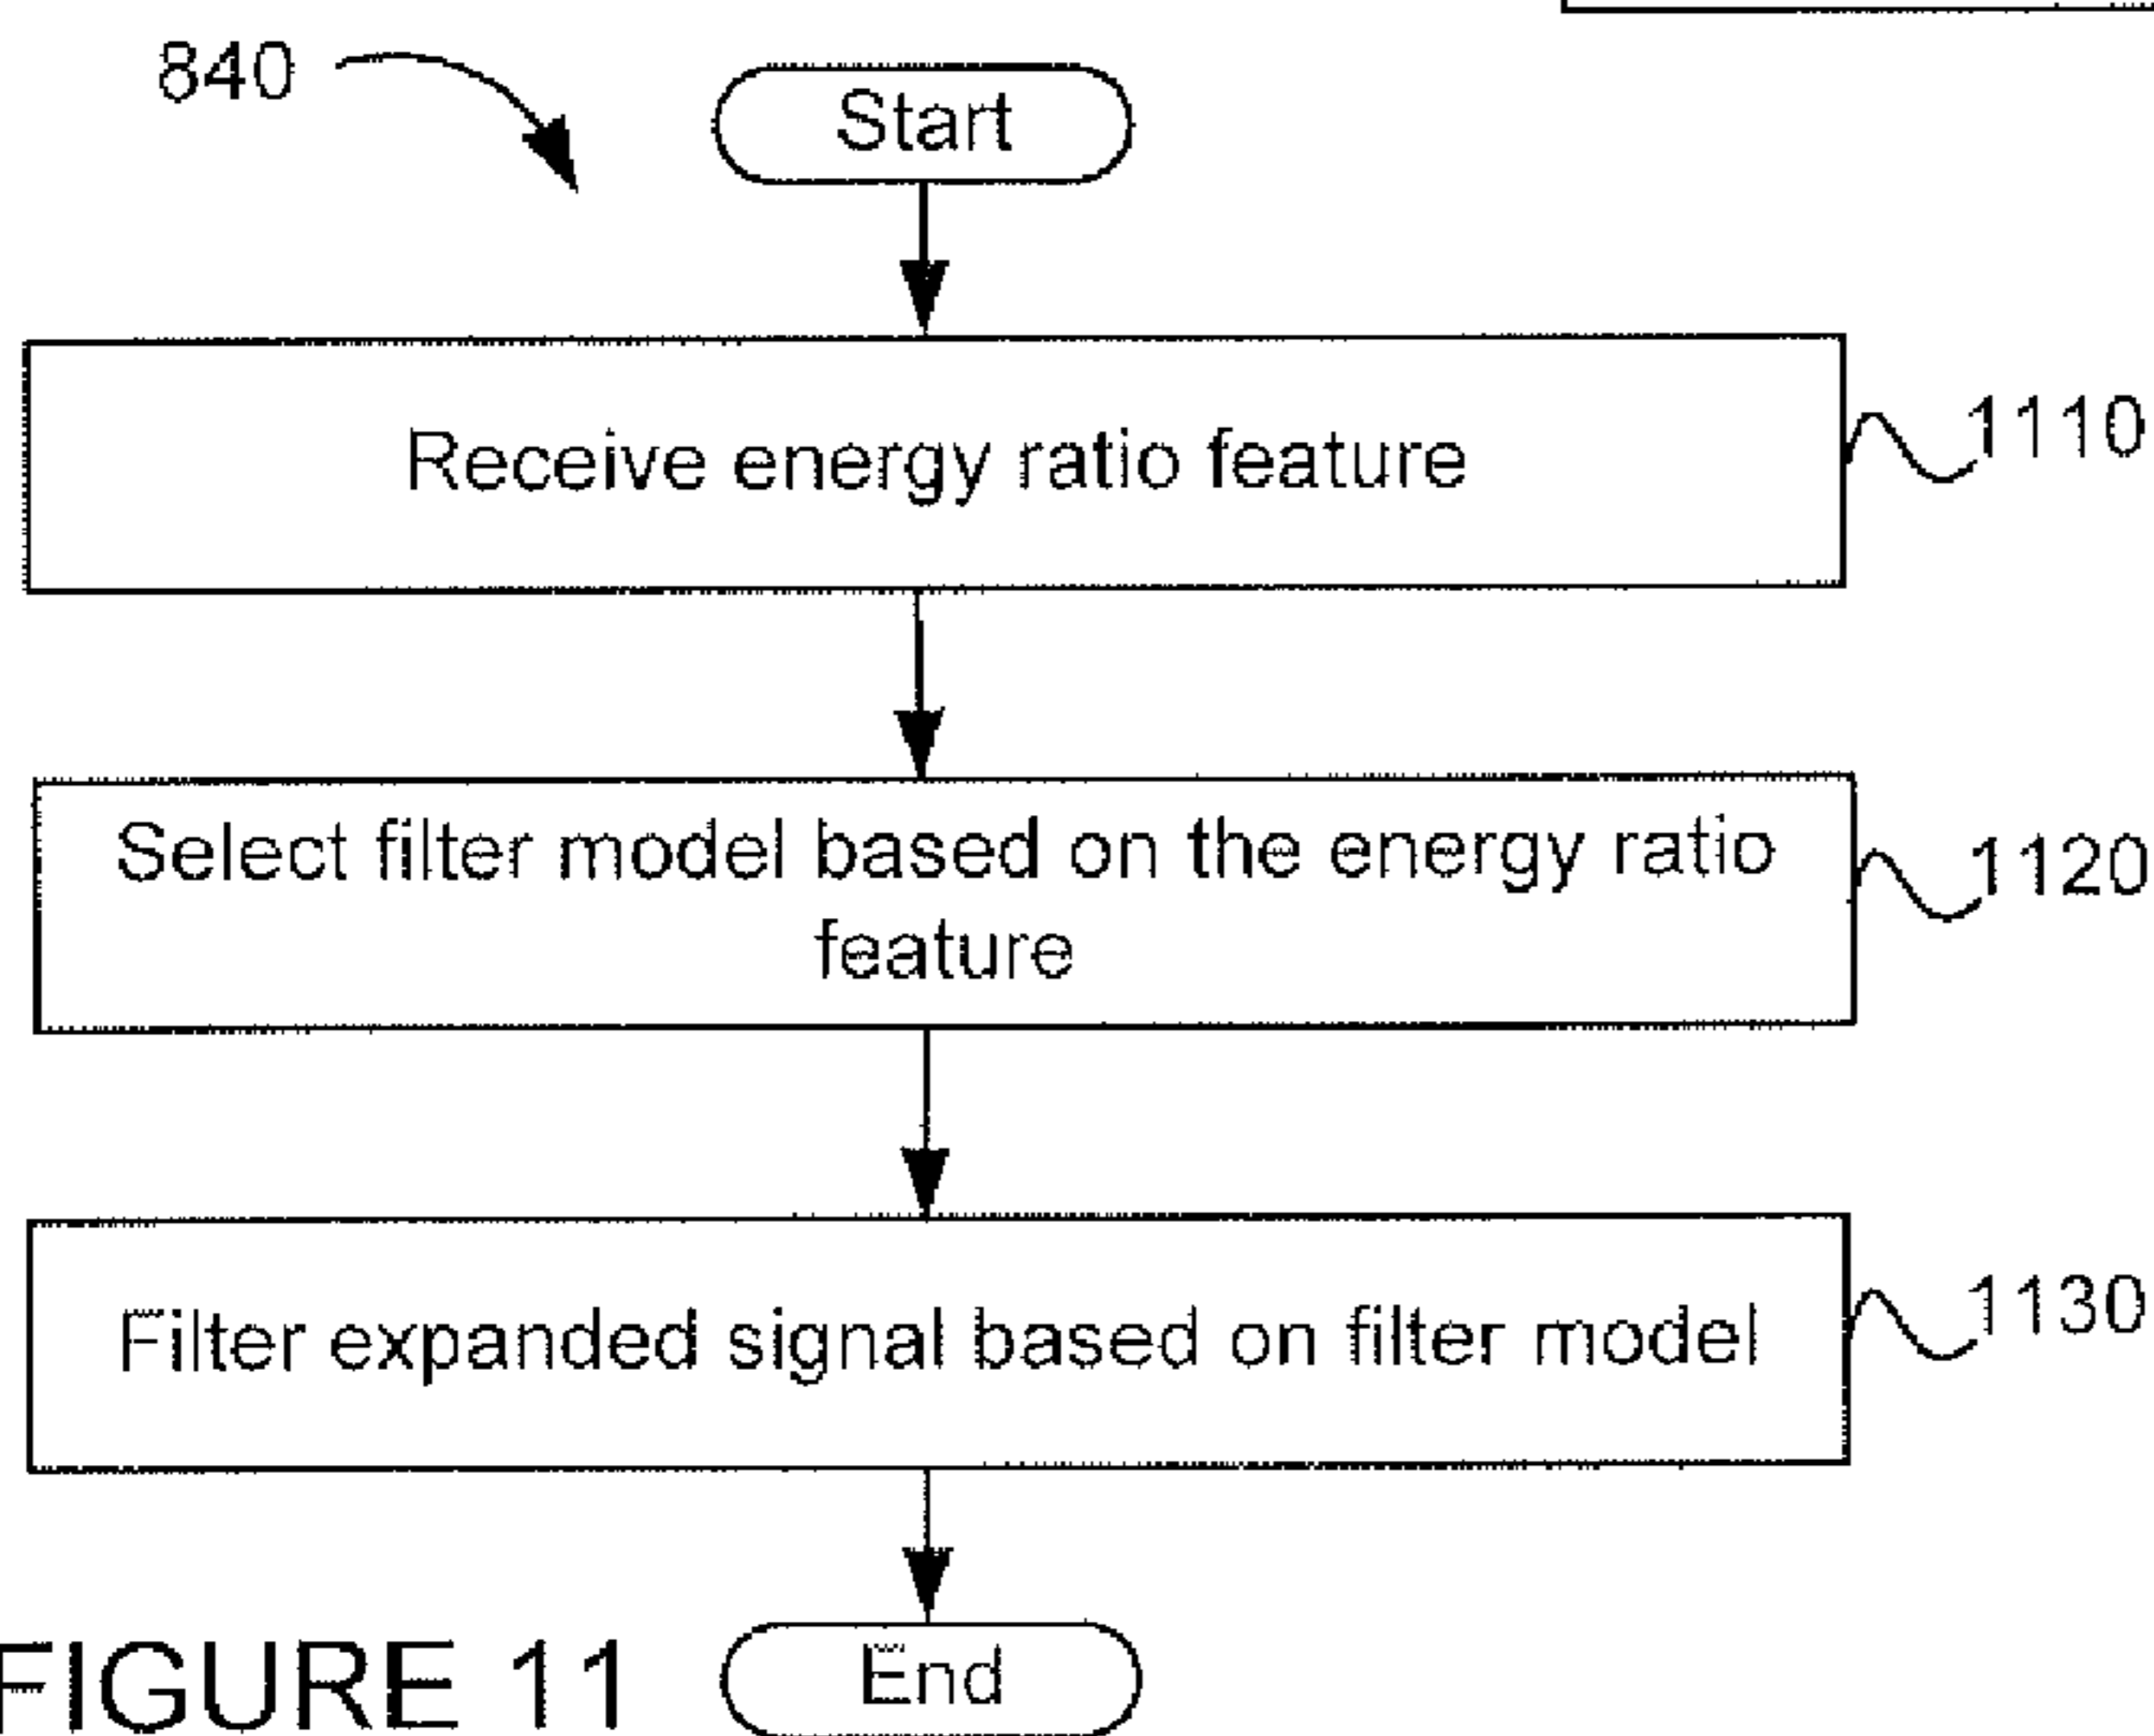 840
Start
Receive energy ratio feature
1110
Select filter model based on the energy ratio
feature
1120
Filter expanded signal based on filter model
1130
End
FIGURE 11